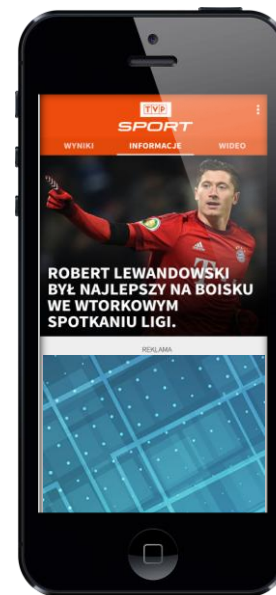 TVP
SPORT
WYNIKI INFORMACJE WIDEO
ROBERT LEWANDOWSKI
BYŁ NAJLEPSZY NA BOISKU
WE WTORKOWYM
SPOTKANIU LIGI.
REKLAMA